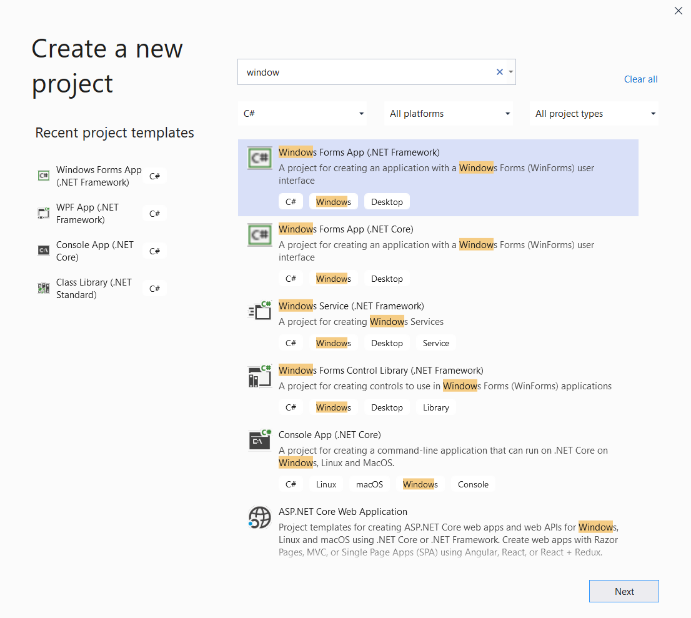 Create a new
project
Recent project templates
Windows Forms App
(.NET Framework)
C#
WPF App (.NET
Framework)
C#
Console App (.NET
Core)
C#
Class Library (.NET
Standard)
C#
window
Clear all
C#
All platforms
All project types
C#
Windows Forms App (.NET Framework)
A project for creating an application with a Windows Forms (WinForms) user
interface
C# Windows Desktop
C#
Windows Forms App (.NET Core)
A project for creating an application with a Windows Forms (WinForms) user
interface
C# Windows Desktop
C#
Windows Service (.NET Framework)
A project for creating Windows Services
C# Windows Desktop Service
C#
Windows Forms Control Library (.NET Framework)
A project for creating controls to use in Windows Forms (WinForms) applications
C# Windows Desktop Library
Console App (.NET Core)
A project for creating a command-line application that can run on .NET Core on
Windows, Linux and MacOS.
C# Linux macOS Windows Console
ASP.NET Core Web Application
Project templates for creating ASP.NET Core web apps and web APIs for Windows,
Linux and macOS using .NET Core or .NET Framework. Create web apps with Razor
Pages, MVC, or Single Page Apps (SPA) using Angular, React, or React + Redux.
Next